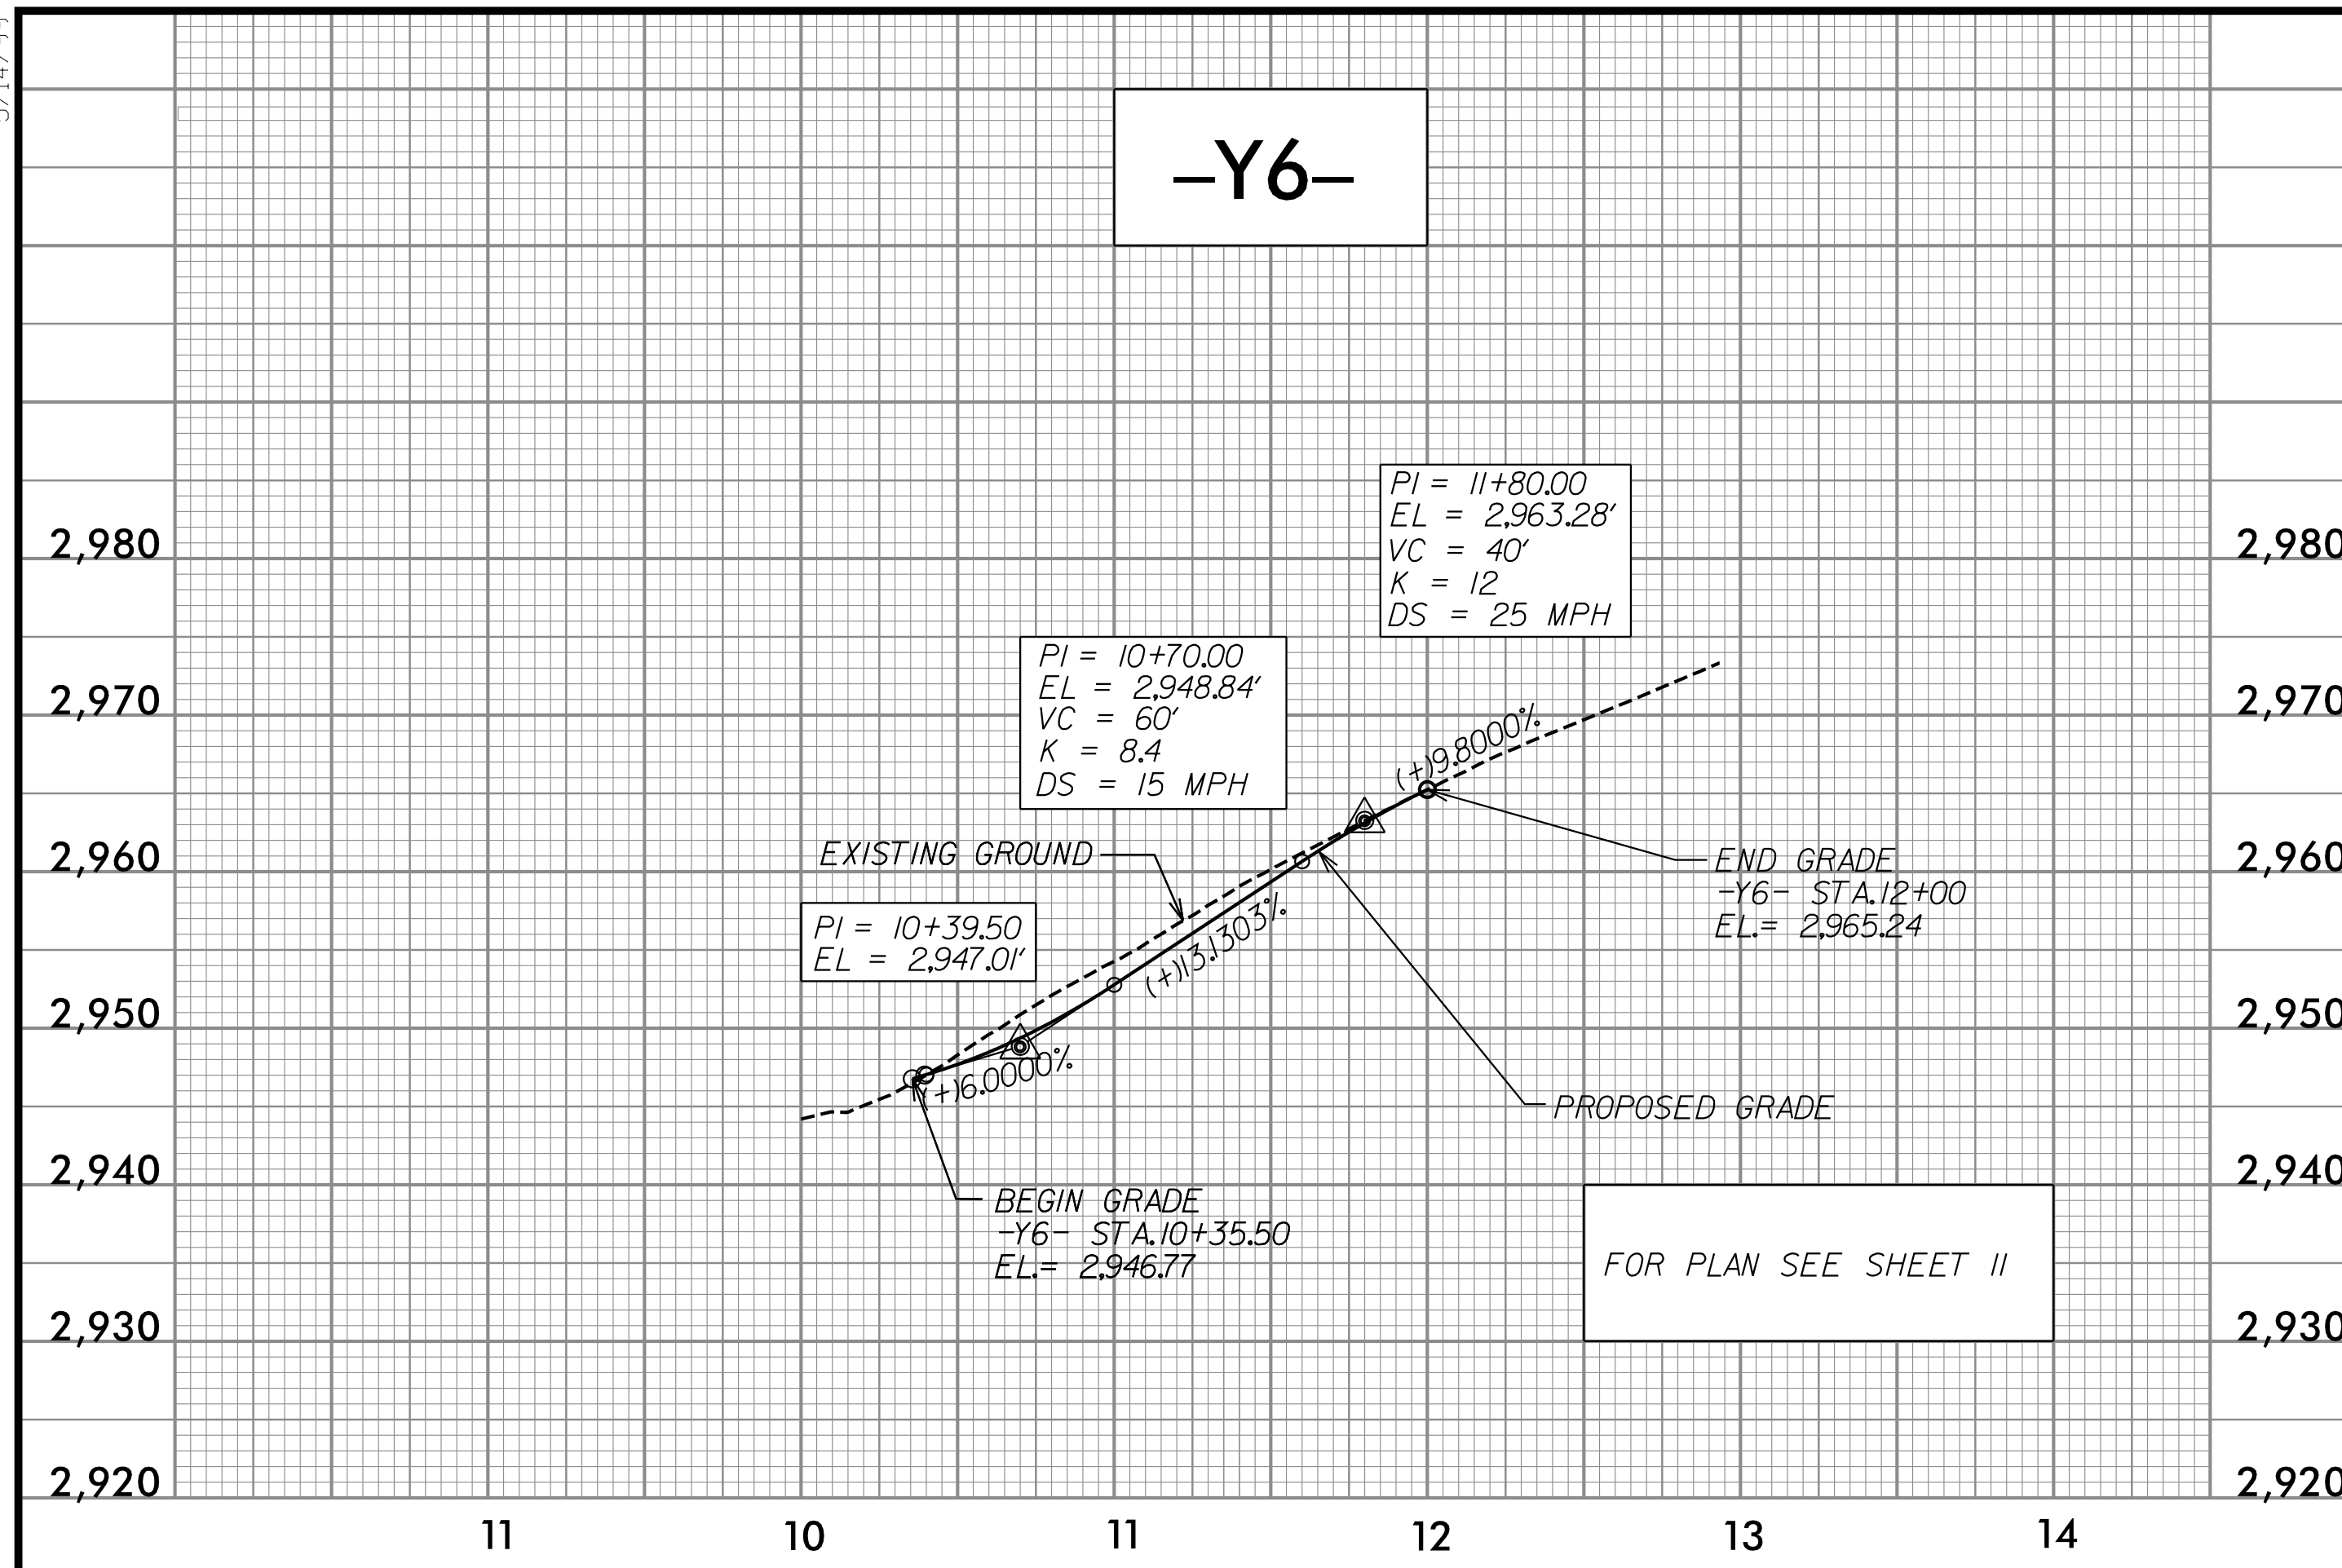 5/14/99
–Y6–
PI = 11+80.00
EL = 2,963.28'
VC = 40'
K = 12
DS = 25 MPH
2,980
2,980
PI = 10+70.00
EL = 2,948.84'
VC = 60'
K = 8.4
DS = 15 MPH
2,970
2,970
(+)9.8000%
EXISTING GROUND
2,960
2,960
END GRADE
-Y6- STA.12+00
EL.= 2,965.24
PI = 10+39.50
EL = 2,947.01'
(+)13.1303%
2,950
2,950
(+)6.0000%
PROPOSED GRADE
2,940
2,940
BEGIN GRADE
-Y6- STA.10+35.50
EL.= 2,946.77
FOR PLAN SEE SHEET 11
2,930
2,930
2,920
2,920
11 10 11 12 13 14